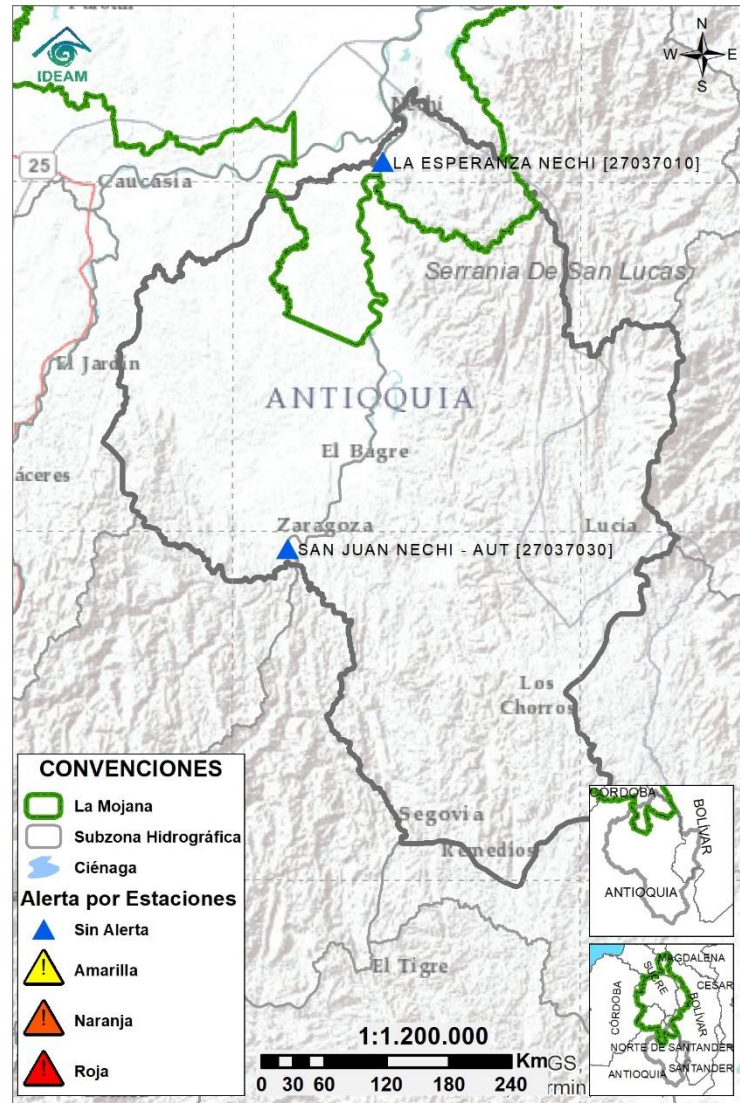 IDEAM
N
W E
S
Nechí
25
LA ESPERANZA NECHI [27037010]
Caucasia
Serrania De San Lucas
El Jardín
ANTIOQUIA
El Bagre
áceres
Zaragoza
Lucia
SAN JUAN NECHI - AUT [27037030]
Los
Chorros
Segovia
Remedios
El Tigre
CONVENCIONES
La Mojana
Subzona Hidrográfica
Ciénaga
Alerta por Estaciones
Sin Alerta
Amarilla
Naranja
Roja
1:1.200.000
Km
GS
rmin
0 30 60 120 180 240
CÓRDOBA
BOLÍVAR
ANTIOQUIA
MAGDALENA
SUCRE
CESAR
CÓRDOBA
BOLÍVAR
NORTE DE SANTANDER
ANTIOQUIA
SANTANDER